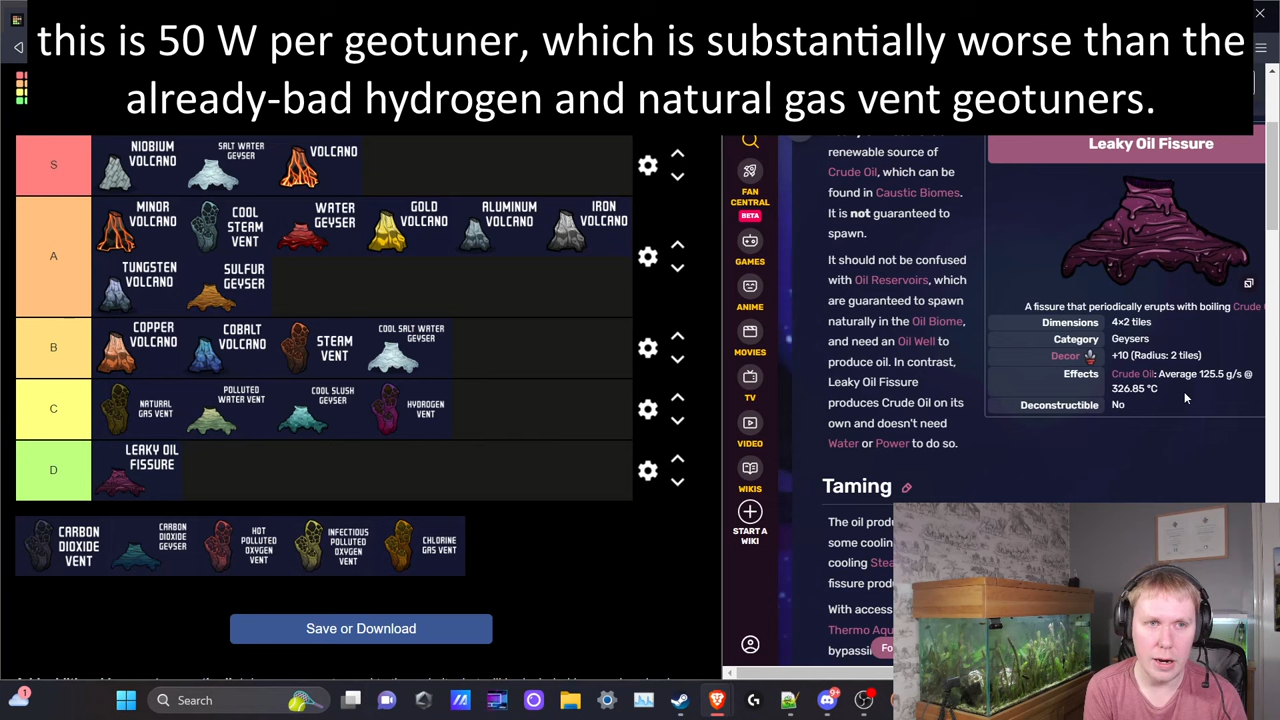 this is 50 W per geotuner, which is substantially worse than the
already-bad hydrogen and natural gas vent geotuners.
S
NIOBIUM
VOLCANO
SALT WATER
GEYSER
VOLCANO
A
MINOR
VOLCANO
COOL
STEAM
VENT
WATER
GEYSER
GOLD
VOLCANO
ALUMINUM
VOLCANO
IRON
VOLCANO
TUNGSTEN
VOLCANO
SULFUR
GEYSER
B
COPPER
VOLCANO
COBALT
VOLCANO
STEAM
VENT
COOL SALT WATER
GEYSER
C
NATURAL
GAS VENT
POLLUTED
WATER VENT
COOL SLUSH
GEYSER
HYDROGEN
VENT
D
LEAKY OIL
FISSURE
CARBON
DIOXIDE
VENT
CARBON
DIOXIDE
GEYSER
HOT
POLLUTED
OXYGEN
VENT
INFECTIOUS
POLLUTED
OXYGEN
VENT
CHLORINE
GAS VENT
Save or Download
FAN
CENTRAL
BETA
GAMES
ANIME
MOVIES
TV
VIDEO
WIKIS
START A
WIKI
renewable source of
Crude Oil, which can be
found in Caustic Biomes.
It is not guaranteed to
spawn.
It should not be confused
with Oil Reservoirs, which
are guaranteed to spawn
naturally in the Oil Biome,
and need an Oil Well to
produce oil. In contrast,
Leaky Oil Fissure
produces Crude Oil on its
own and doesn't need
Water or Power to do so.
Leaky Oil Fissure
A fissure that periodically erupts with boiling Crude
Dimensions 4×2 tiles
Category Geysers
Decor +10 (Radius: 2 tiles)
Effects Crude Oil: Average 125.5 g/s @
326.85 °C
Deconstructible No
Taming
The oil prod
some cooling
cooling Stea
fissure prod
With access
Thermo Aqu
bypassin
Fo
1
Search
9+